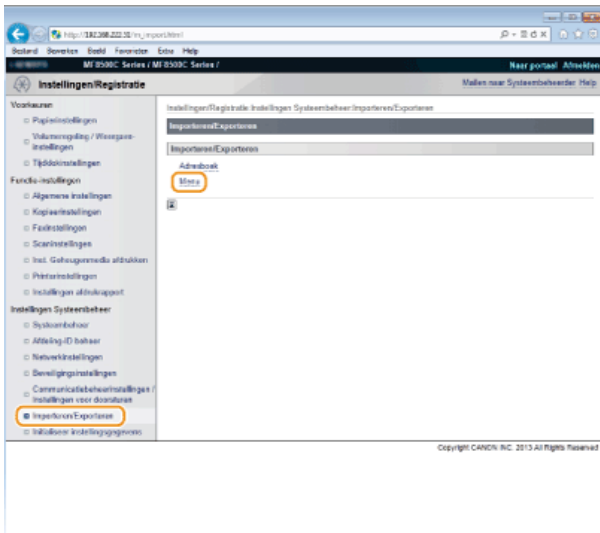 Bestand Bewerken Beeld Favorieten Extra Help
MF8500C Series / MF8500C Series /
Naar portaal Afmelden
Instellingen/Registratie
Mailen naar Systeembeheerder Help
Voorkeuren
Papierinstellingen
Volumeregeling / Weergave-
instellingen
Tijdklokinstellingen
Functie-instellingen
Algemene instellingen
Kopieerinstellingen
Faxinstellingen
Scaninstellingen
Inst. Geheugenmedia afdrukken
Printerinstellingen
Instellingen afdrukrapport
Instellingen Systeembeheer
Systeembeheer
Afdeling-ID beheer
Netwerkinstellingen
Beveiligingsinstellingen
Communicatiebeheerinstellingen /
Instellingen voor doorsturen
Importeren/Exporteren
Initialiseer instellingsgegevens
Instellingen/Registratie:Instellingen Systeembeheer:Importeren/Exporteren
Importeren/Exporteren
Importeren/Exporteren
Adresboek
Menu
Copyright CANON INC. 2013 All Rights Reserved